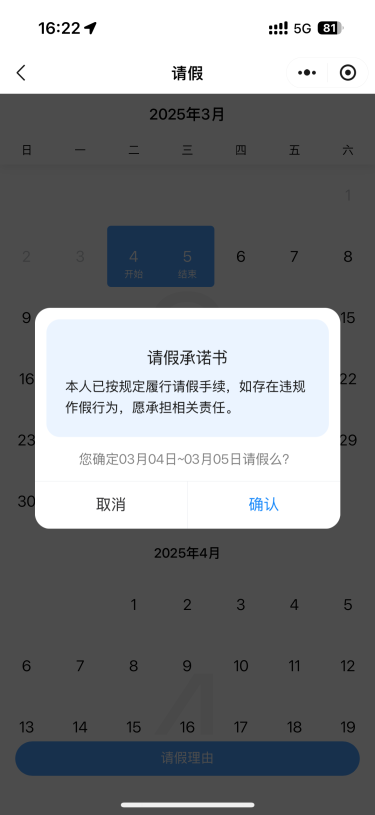 16:22 5G 81
请假
2025年3月
日 一 二 三 四 五 六
1
2 3 4 5 6 7 8
开始 结束
9 15
请假承诺书
16 22
本人已按规定履行请假手续，如存在违规
作假行为，愿承担相关责任。
23 29
您确定03月04日~03月05日请假么?
30
取消 确认
2025年4月
1 2 3 4 5
6 7 8 9 10 11 12
4
13 14 15 16 17 18 19
请假理由